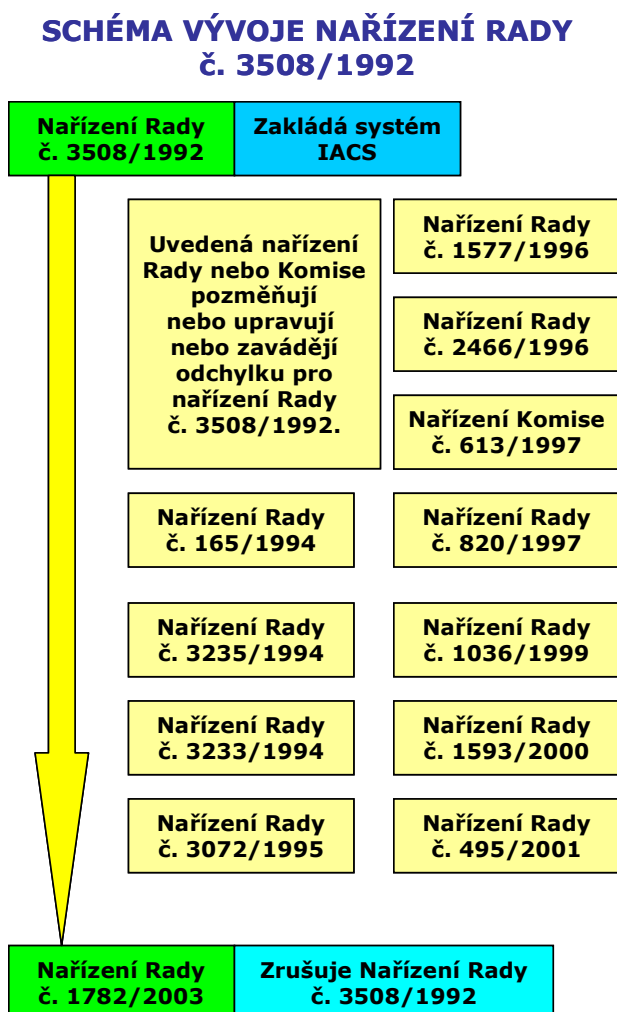 SCHÉMA VÝVOJE NAŘÍZENÍ RADY
č. 3508/1992
Nařízení Rady
č. 3508/1992
Zakládá systém
IACS
Uvedená nařízení
Rady nebo Komise
pozměňují
nebo upravují
nebo zavádějí
odchylku pro
nařízení Rady
č. 3508/1992.
Nařízení Rady
č. 165/1994
Nařízení Rady
č. 3235/1994
Nařízení Rady
č. 3233/1994
Nařízení Rady
č. 3072/1995
Nařízení Rady
č. 1577/1996
Nařízení Rady
č. 2466/1996
Nařízení Komise
č. 613/1997
Nařízení Rady
č. 820/1997
Nařízení Rady
č. 1036/1999
Nařízení Rady
č. 1593/2000
Nařízení Rady
č. 495/2001
Nařízení Rady
č. 1782/2003
Zrušuje Nařízení Rady
č. 3508/1992